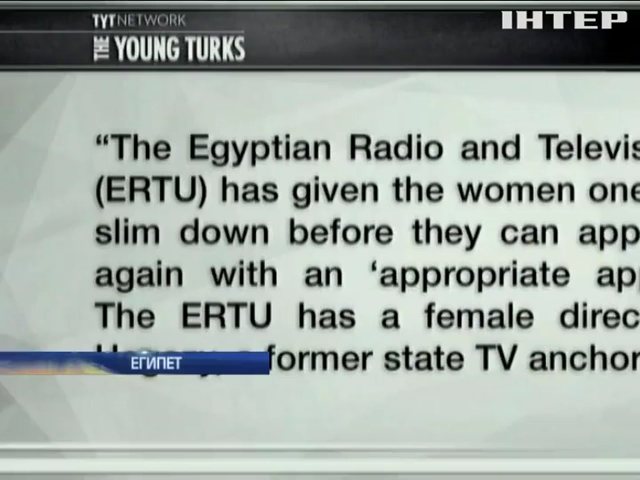 TYTNETWORK
THE YOUNG TURKS
ІНТЕР
“The Egyptian Radio and Televis
(ERTU) has given the women one
slim down before they can app
again with an ‘appropriate app
The ERTU has a female direc
former state TV anchor
ЕГИПЕТ